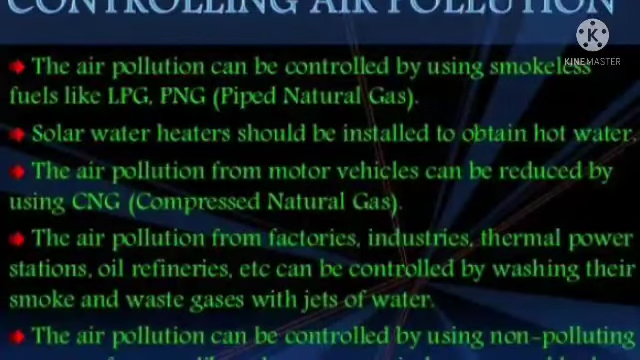 CONTROLLING AIR POLLUTION
KINEMASTER
The air pollution can be controlled by using smokeless
fuels like LPG, PNG (Piped Natural Gas).
Solar water heaters should be installed to obtain hot water.
The air pollution from motor vehicles can be reduced by
using CNG (Compressed Natural Gas).
The air pollution from factories, industries, thermal power
stations, oil refineries, etc can be controlled by washing their
smoke and waste gases with jets of water.
The air pollution can be controlled by using non-polluting